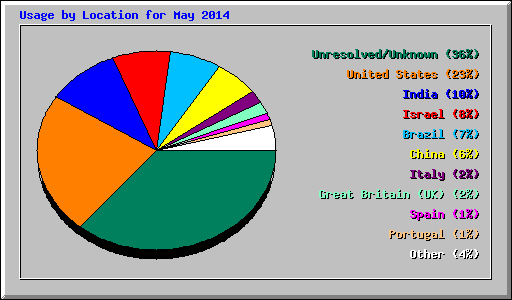 Usage by Location for May 2014
Unresolved/Unknown (36%)
United States (23%)
India (10%)
Israel (8%)
Brazil (7%)
China (6%)
Italy (2%)
Great Britain (UK) (2%)
Spain (1%)
Portugal (1%)
Other (4%)